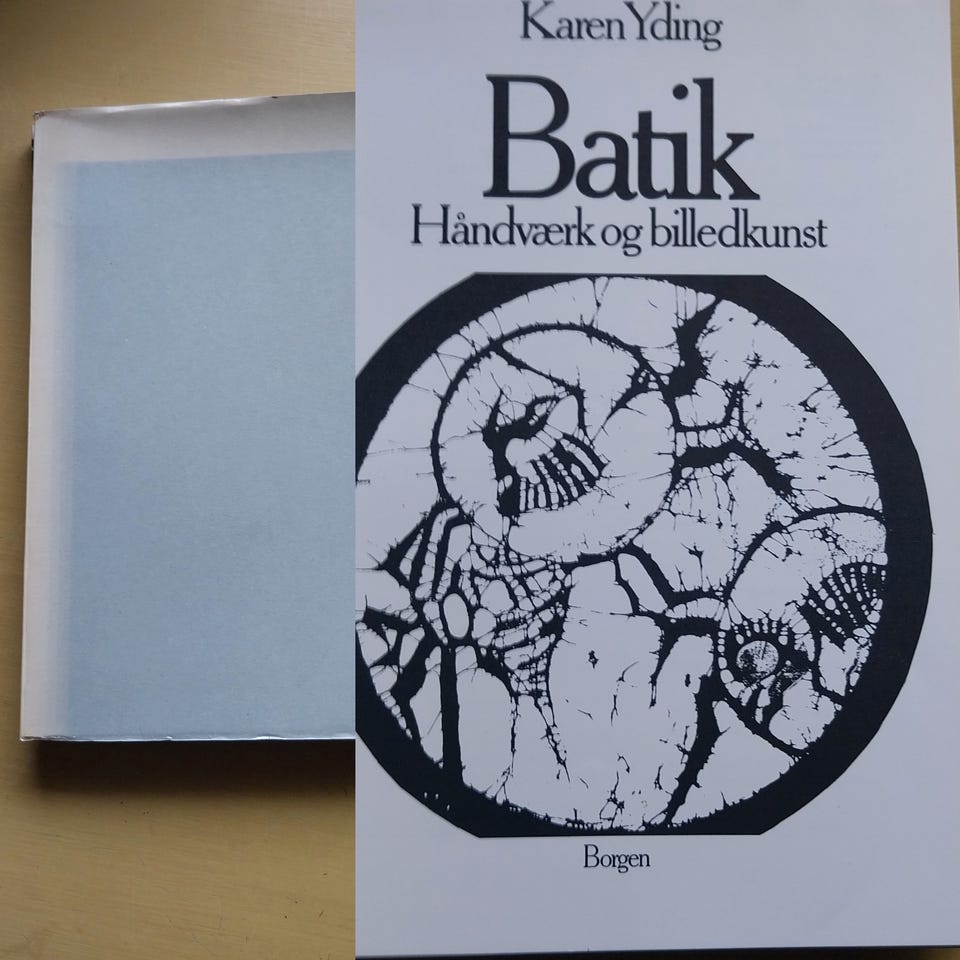 Karen Yding
Batik
Håndværk og billedkunst
Borgen